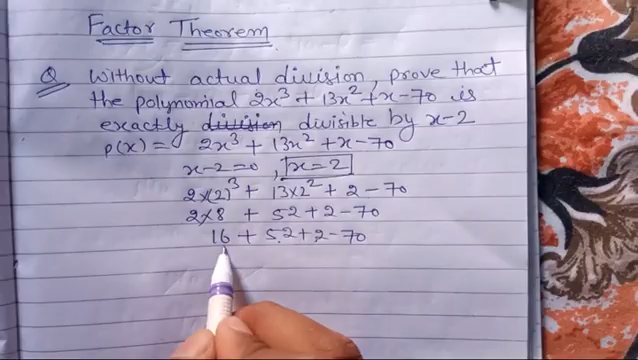 Factor Theorem
Q Without actual division, prove that
the polynomial 2x³ + 13x² + x - 70 is
exactly division divisible by x-2
p(x) = 2x³ + 13x² + x - 70
x-2=0, x=2
2×(2)³ + 13×2² + 2 - 70
2×8 + 52 + 2 - 70
16 + 52 + 2 - 70